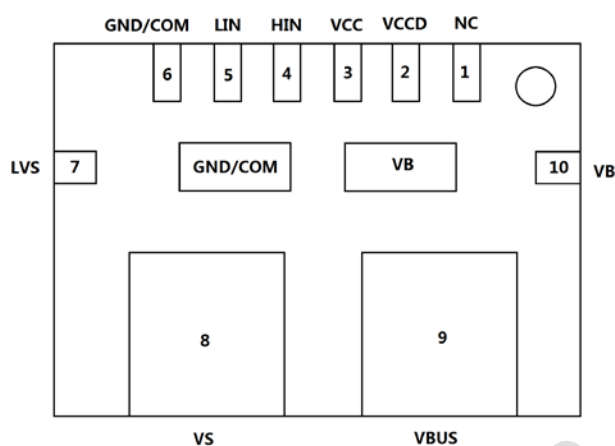 GND/COM LIN HIN VCC VCCD NC
6 5 4 3 2 1
LVS 7 GND/COM VB 10 VB
8 9
VS VBUS